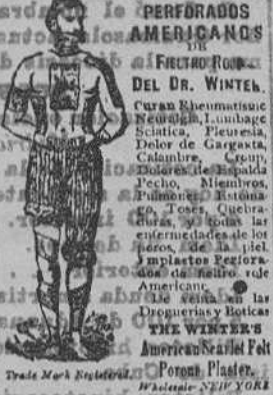 PERFORADOS
AMERICANOS
DE
FIELTRO ROJO
DEL DR. WINTER.
Curan Rheumatismo
Neuralgia, Lumbago
Sciatica, Pleuresia,
Dolor de Garganta,
Calambre, Croup,
Dolores de Espalda
Pecho, Miembros,
Pulmones, Estoma-
go, Toses, Quebra-
duras, y todas las
enfermedades de los
de la piel.
Implastos Perfora-
dos de fieltro roje
Americano
De venta en las
Droguerias y Boticas
THE WINTER'S
American Scarlet Felt
Porous Plaster.
Wholesale NEW YORK
Trade Mark Registered.